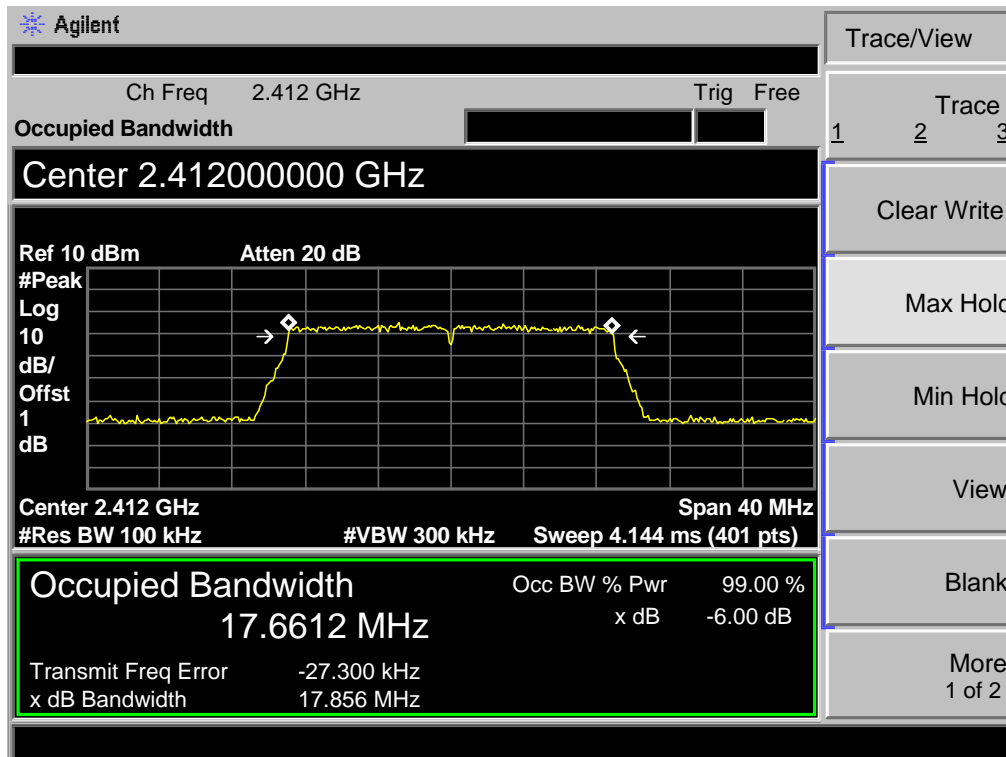 Agilent
Trace/View
Ch Freq 2.412 GHz Trig Free
Occupied Bandwidth
Trace
1 2 3
Center 2.412000000 GHz
Clear Write
Ref 10 dBm Atten 20 dB
#Peak
Log
10
dB/
Offst
1
dB
Max Hold
Min Hold
Center 2.412 GHz Span 40 MHz
#Res BW 100 kHz #VBW 300 kHz Sweep 4.144 ms (401 pts)
View
Occupied Bandwidth Occ BW % Pwr 99.00 %
17.6612 MHz x dB -6.00 dB
Blank
Transmit Freq Error -27.300 kHz
x dB Bandwidth 17.856 MHz
More
1 of 2